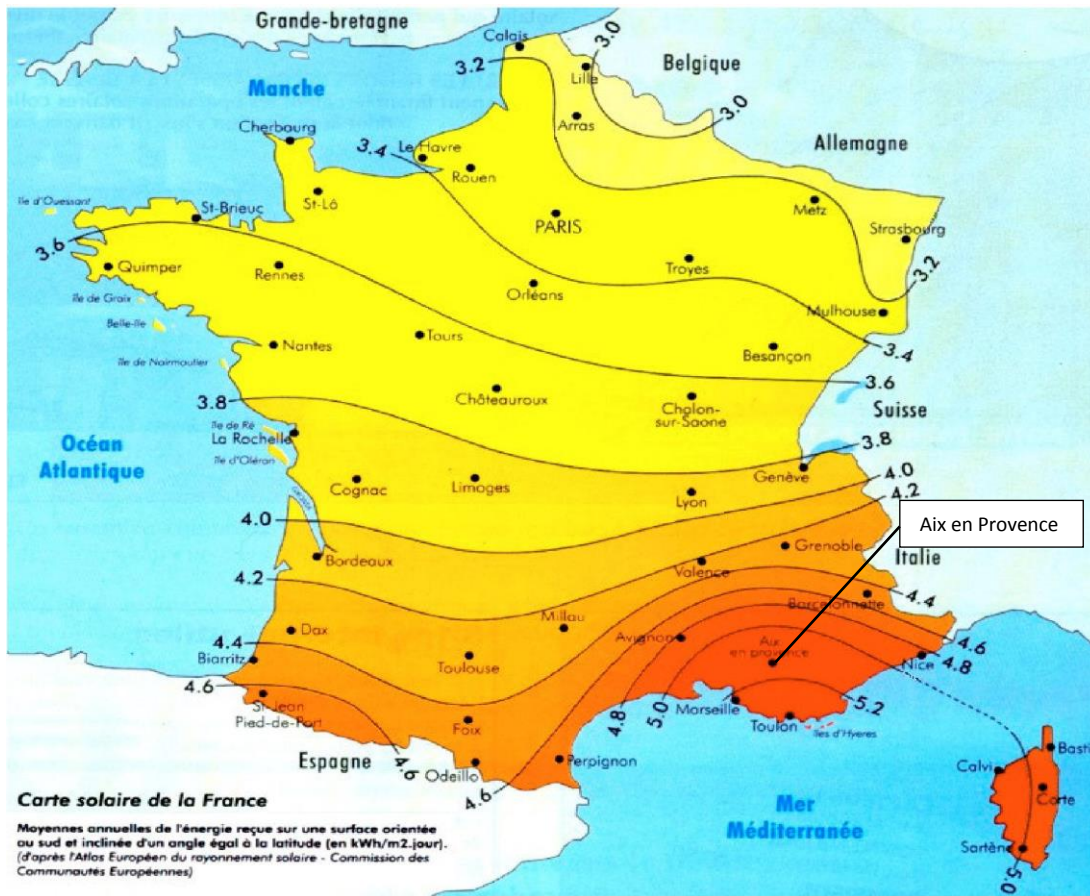 Grande-bretagne
Calais
3.0
3.2
Lille
Belgique
Manche
Arras
3.0
Cherbourg
Allemagne
3.4
Le Havre
Rouen
Ile d'Ouessant
St-Brieuc
St-Lô
Metz
PARIS
Strasbourg
3.6
Quimper
Rennes
Troyes
3.2
Ile de Groix
Orléans
Belle-Ile
Mulhouse
Nantes
Tours
Besançon
3.4
Ile de Noirmoutier
3.6
3.8
Châteauroux
Chalon-
sur-Saone
Suisse
Ile de Ré
La Rochelle
3.8
Océan
Atlantique
Ile d'Oléron
Genève
4.0
Cognac
Limoges
Lyon
4.2
4.0
Aix en Provence
Bordeaux
Grenoble
Italie
Valence
4.2
Barcelonnette
4.4
Millau
Dax
Avignon
4.6
4.4
Aix
en provence
Biarritz
Toulouse
Nice
4.8
4.6
St-Jean
Pied-de-Port
4.8
5.0
Marseille
5.2
Foix
Toulon
Iles d'Hyeres
Espagne
4.6
Odeillo
Perpignon
Basti
Calvi
4.6
Corte
Mer
Méditerranée
Sartène
5.0
Carte solaire de la France
Moyennes annuelles de l'énergie reçue sur une surface orientée
au sud et inclinée d'un angle égal à la latitude (en kWh/m2.jour).
(d'après l'Atlas Européen du rayonnement solaire - Commission des
Communautés Européennes)